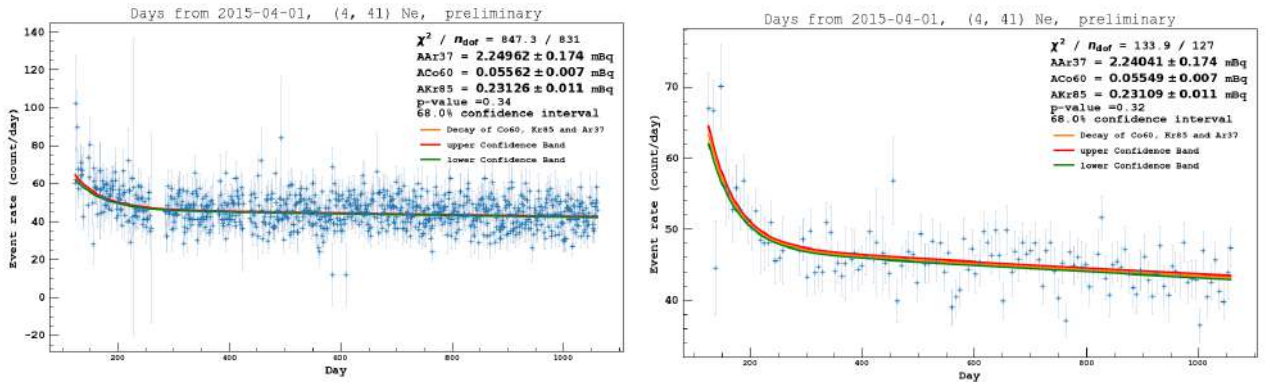 Days from 2015-04-01, (4, 41) Ne, preliminary
χ² / n_dof = 847.3 / 831
AAr37 = 2.24962 ± 0.174 mBq
ACo60 = 0.05562 ± 0.007 mBq
AKr85 = 0.23126 ± 0.011 mBq
p-value =0.34
68.0% confidence interval
Decay of Co60, Kr85 and Ar37
upper Confidence Band
lower Confidence Band
Event rate (count/day)
140
120
100
80
60
40
20
0
-20
200
400
600
800
1000
Day
Days from 2015-04-01, (4, 41) Ne, preliminary
χ² / n_dof = 133.9 / 127
AAr37 = 2.24041 ± 0.174 mBq
ACo60 = 0.05549 ± 0.007 mBq
AKr85 = 0.23109 ± 0.011 mBq
p-value =0.32
68.0% confidence interval
Decay of Co60, Kr85 and Ar37
upper Confidence Band
lower Confidence Band
Event rate (count/day)
80
70
60
50
40
200
400
600
800
1000
Day